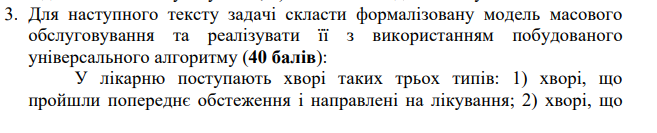 3. Для наступного тексту задачі скласти формалізовану модель масового
обслуговування та реалізувати її з використанням побудованого
універсального алгоритму (40 балів):
У лікарню поступають хворі таких трьох типів: 1) хворі, що
пройшли попереднє обстеження і направлені на лікування; 2) хворі, що